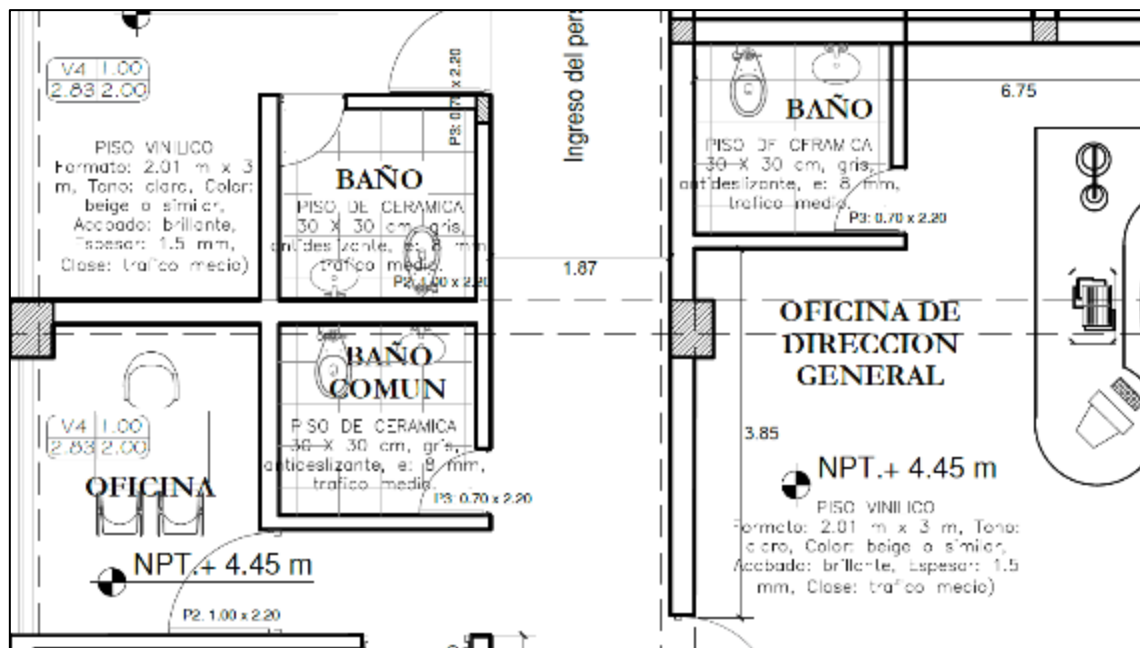 V4 1.00
2.83 2.00
PISO VINILICO
Formato: 2.01 m x 3
m, Tono: claro, Color:
beige o similar,
Acabado: brillante,
Espesor: 1.5 mm,
Clase: trafico medio)
P3: 0.70 x 2.20
BAÑO
PISO DE CERAMICA
30 X 30 cm, gris,
antideslizante, e: 8 mm,
trafico medio.
P2: 1.00 x 2.20
Ingreso del pers
1.87
BAÑO
PISO DE CERAMICA
30 X 30 cm, gris,
antideslizante, e: 8 mm,
trafico medio.
P3: 0.70 x 2.20
6.75
BAÑO
COMUN
PISO DE CERAMICA
30 X 30 cm, gris,
antideslizante, e: 8 mm,
trafico medio.
P3: 0.70 x 2.20
V4 1.00
2.83 2.00
OFICINA
NPT.+ 4.45 m
P2. 1.00 x 2.20
OFICINA DE
DIRECCION
GENERAL
3.85
NPT.+ 4.45 m
PISO VINILICO
Formato: 2.01 m x 3 m, Tono:
claro, Color: beige o similar,
Acabado: brillante, Espesor: 1.5
mm, Clase: trafico medio)